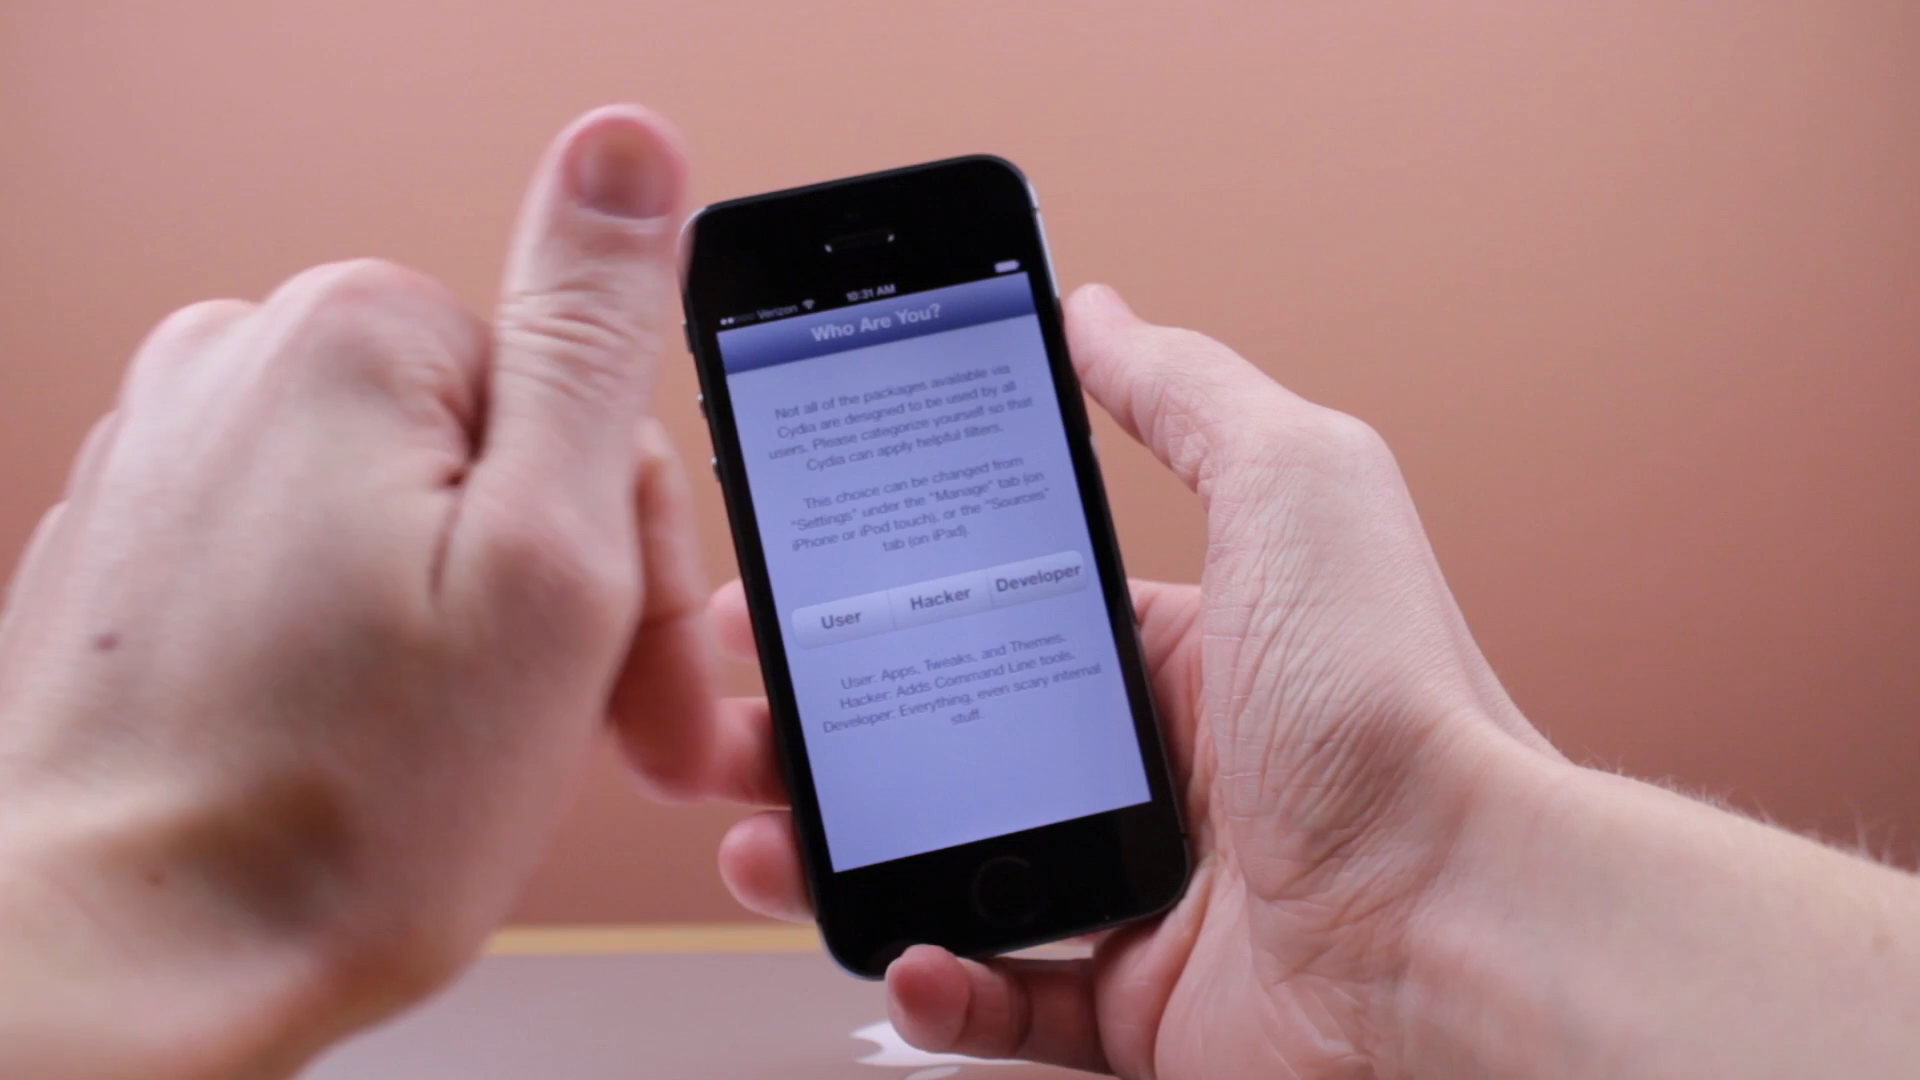 Verizon 10:31 AM
Who Are You?
Not all of the packages available via
Cydia are designed to be used by all
users. Please categorize yourself so that
Cydia can apply helpful filters.
This choice can be changed from
"Settings" under the "Manage" tab (on
iPhone or iPod touch), or the "Sources"
tab (on iPad).
User Hacker Developer
User: Apps, Tweaks, and Themes.
Hacker: Adds Command Line tools.
Developer: Everything, even scary internal
stuff.